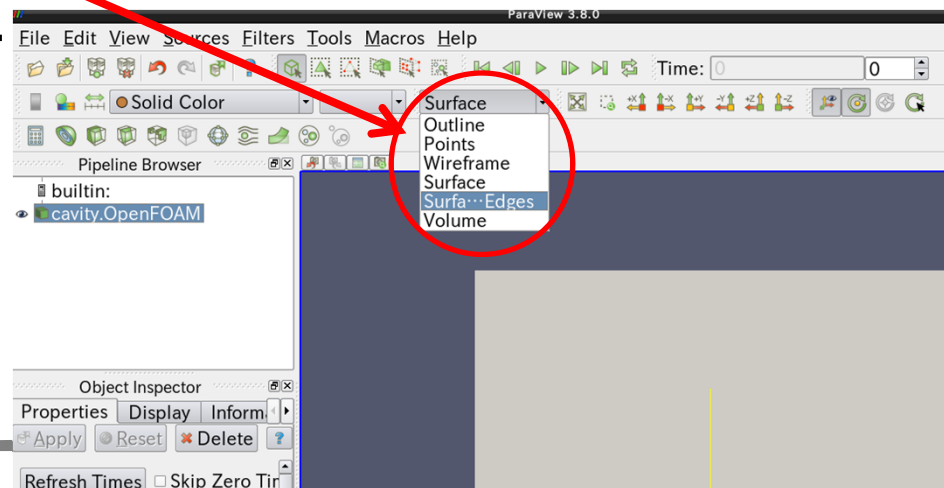 ParaView 3.8.0
File Edit View Sources Filters Tools Macros Help
Time: 0 0
Solid Color Surface
Outline
Points
Wireframe
Surface
Surfa⋯Edges
Volume
Pipeline Browser
builtin:
cavity.OpenFOAM
Object Inspector
Properties Display Inform
Apply Reset Delete ?
Refresh Times Skip Zero Tir